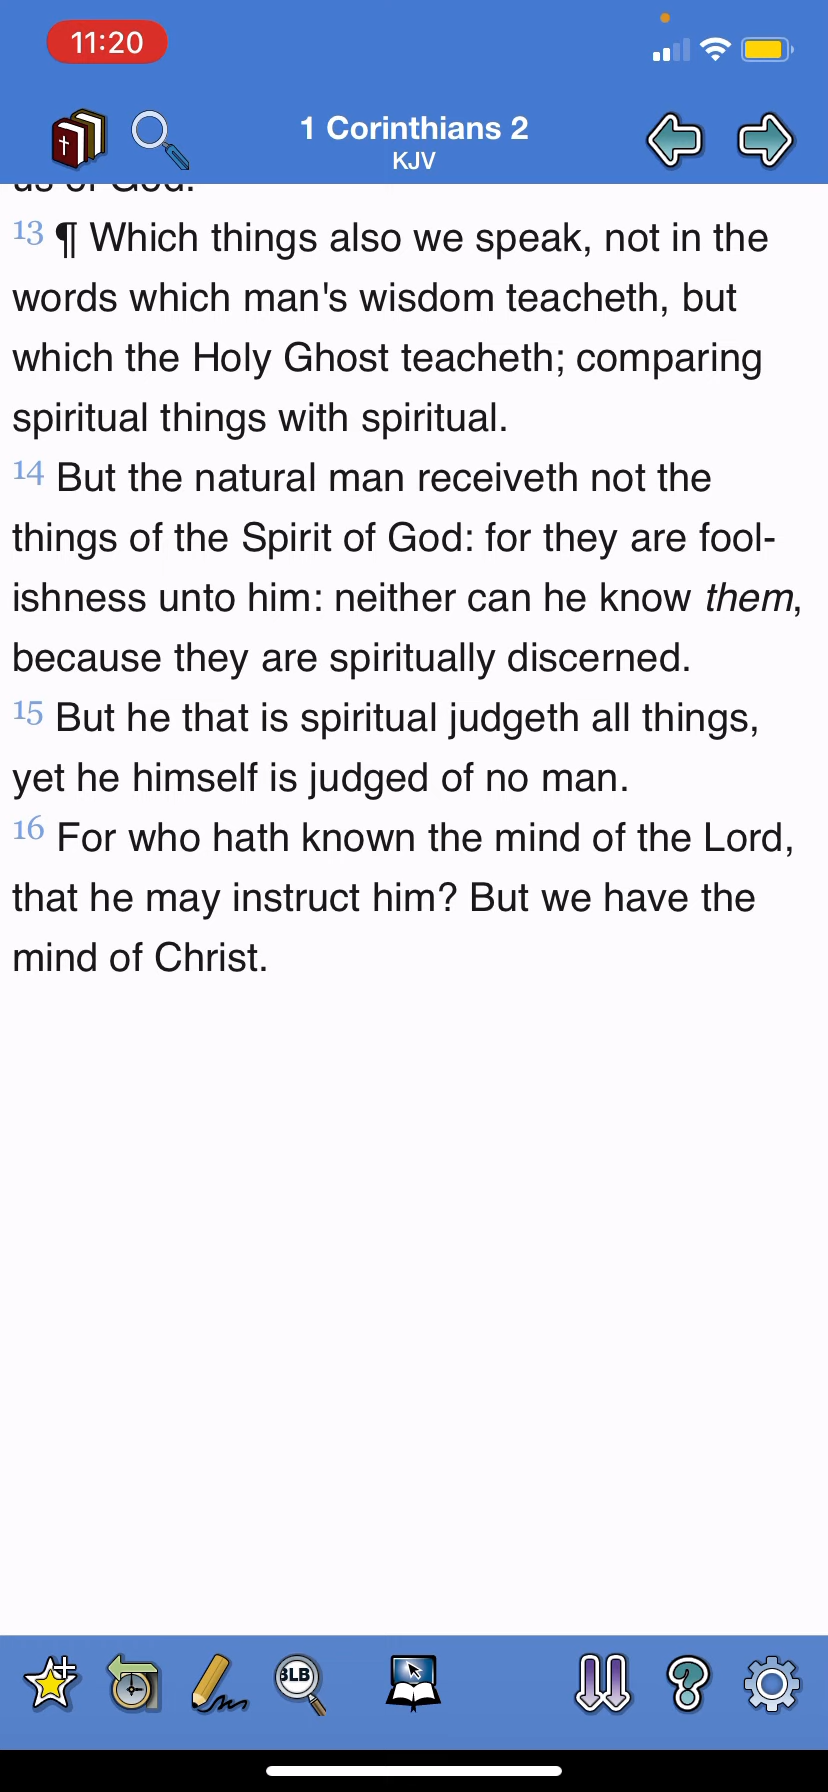 11:20
1 Corinthians 2
KJV
us of God.
13 ¶ Which things also we speak, not in the
words which man's wisdom teacheth, but
which the Holy Ghost teacheth; comparing
spiritual things with spiritual.
14 But the natural man receiveth not the
things of the Spirit of God: for they are fool-
ishness unto him: neither can he know them,
because they are spiritually discerned.
15 But he that is spiritual judgeth all things,
yet he himself is judged of no man.
16 For who hath known the mind of the Lord,
that he may instruct him? But we have the
mind of Christ.
BLB